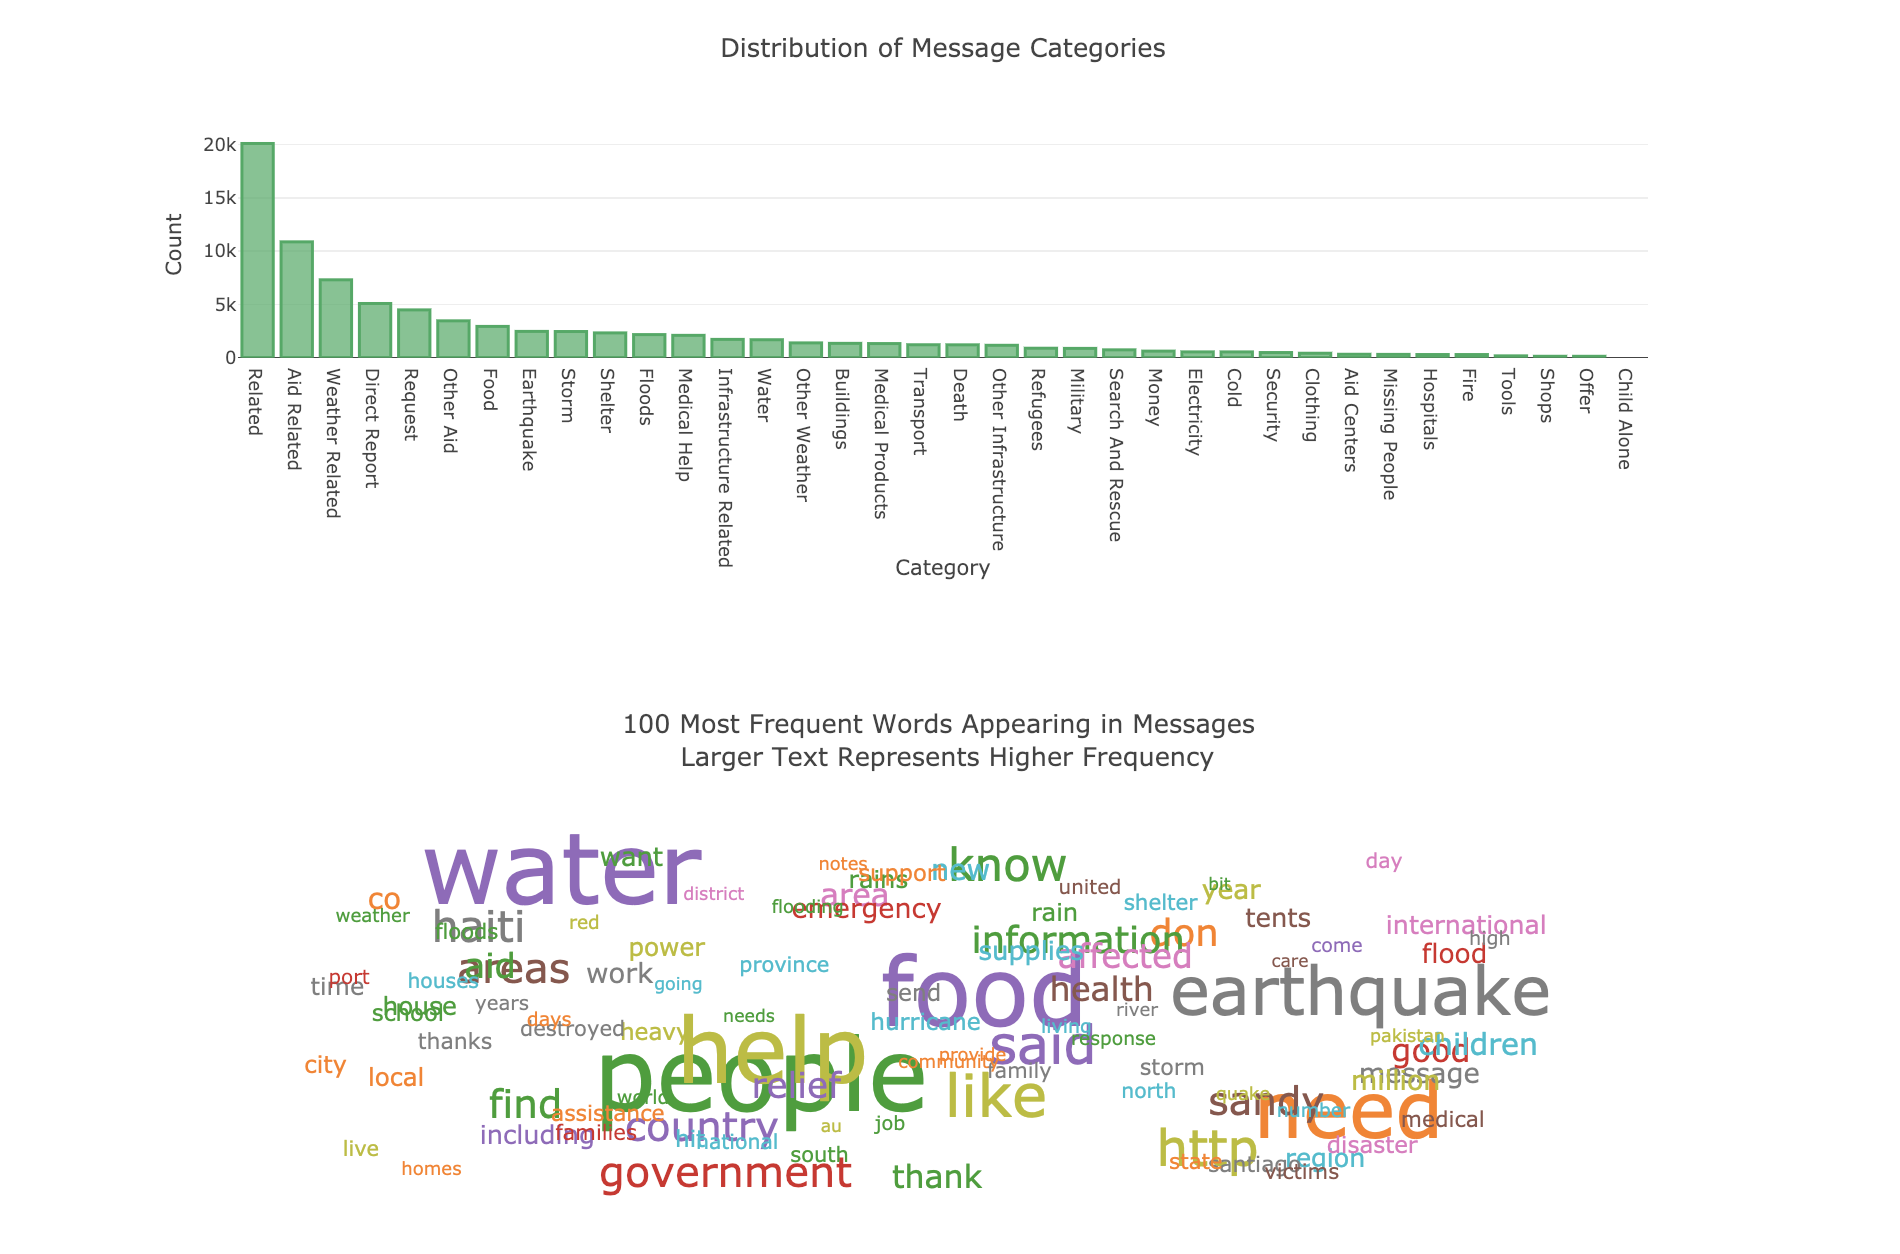 Distribution of Message Categories
20k
15k
10k
5k
0
Count
Related
Aid Related
Weather Related
Direct Report
Request
Other Aid
Food
Earthquake
Storm
Shelter
Floods
Medical Help
Infrastructure Related
Water
Other Weather
Buildings
Medical Products
Transport
Death
Other Infrastructure
Refugees
Military
Search And Rescue
Money
Electricity
Cold
Security
Clothing
Aid Centers
Missing People
Hospitals
Fire
Tools
Shops
Offer
Child Alone
Category
100 Most Frequent Words Appearing in Messages
Larger Text Represents Higher Frequency
water
want
notes
support
new
know
day
rains
district
area
united
bit
year
co
shelter
weather
flooding
emergency
rain
tents
haiti
red
floods
information
don
international
power
supplies
affected
come
high
flood
areas
aid
work
province
care
port
time
houses
going
food
send
health
earthquake
house
school
years
river
days
destroyed
heavy
needs
hurricane
living
response
pakistan
thanks
help
people
said
good
children
city
local
relief
community
provide
family
storm
message
million
find
world
like
north
quake
sandy
number
need
assistance
medical
including
families
country
au
job
hit
national
live
south
http
disaster
homes
government
thank
state
santiago
region
victims